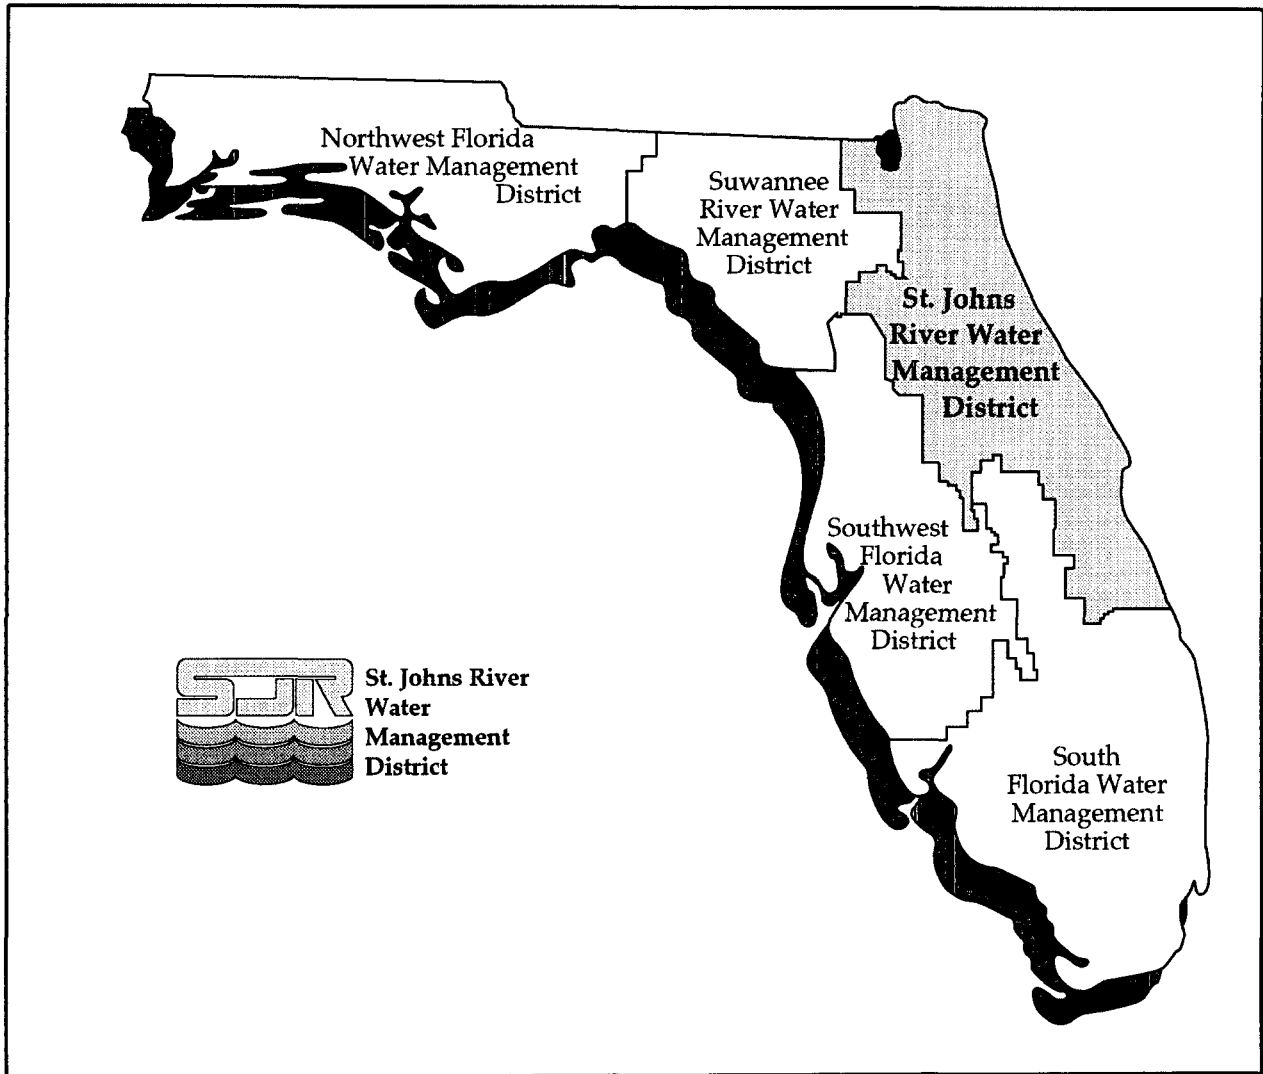 Northwest Florida
Water Management
District
Suwannee
River Water
Management
District
St. Johns
River Water
Management
District
Southwest
Florida
Water
Management
District
SJR
St. Johns River
Water
Management
District
South
Florida Water
Management
District